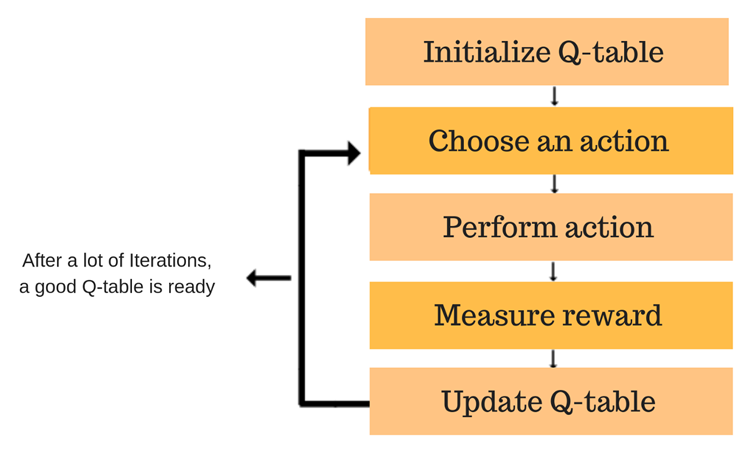 Initialize Q-table
Choose an action
Perform action
Measure reward
Update Q-table
After a lot of Iterations,
a good Q-table is ready